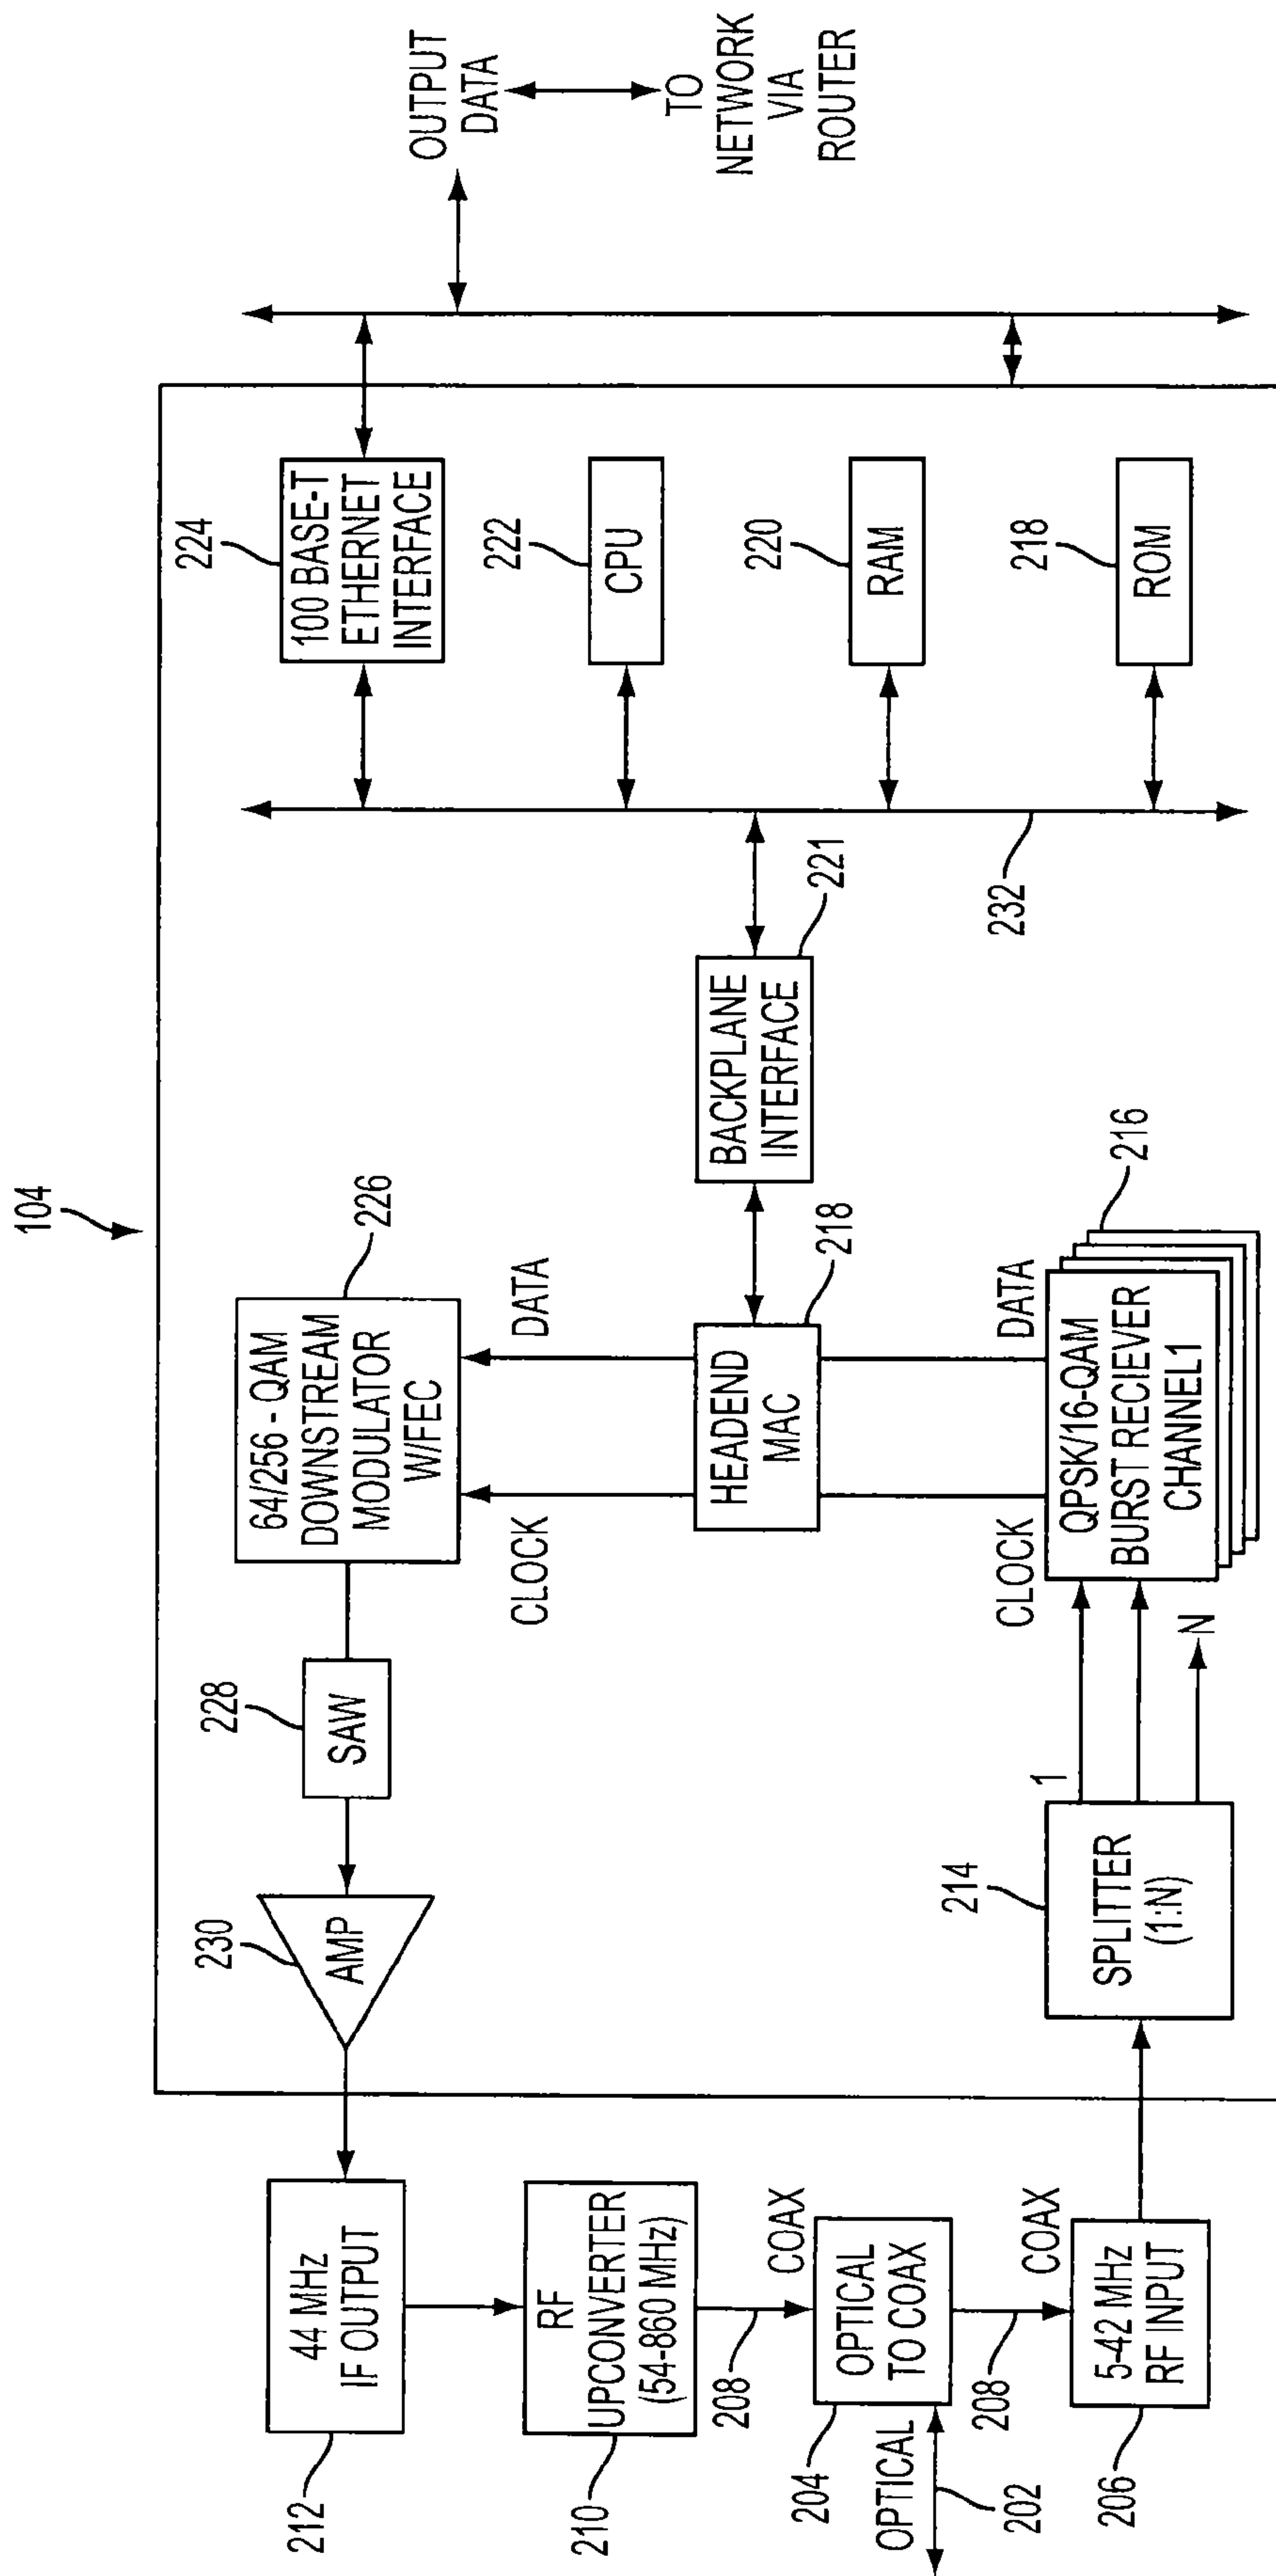 104
212
44 MHz
IF OUTPUT
230
AMP
228
SAW
226
64/256 - QAM
DOWNSTREAM
MODULATOR
W/FEC
224
100 BASE-T
ETHERNET
INTERFACE
OUTPUT
DATA
TO
NETWORK
VIA
ROUTER
210
RF
UPCONVERTER
(54-860 MHz)
CLOCK
DATA
222
CPU
208
COAX
204
OPTICAL
TO COAX
OPTICAL
202
HEADEND
MAC
218
BACKPLANE
INTERFACE
221
220
RAM
208
COAX
206
5-42 MHz
RF INPUT
214
SPLITTER
(1:N)
1
N
CLOCK
DATA
QPSK/16-QAM
BURST RECIEVER
CHANNEL1
216
232
218
ROM